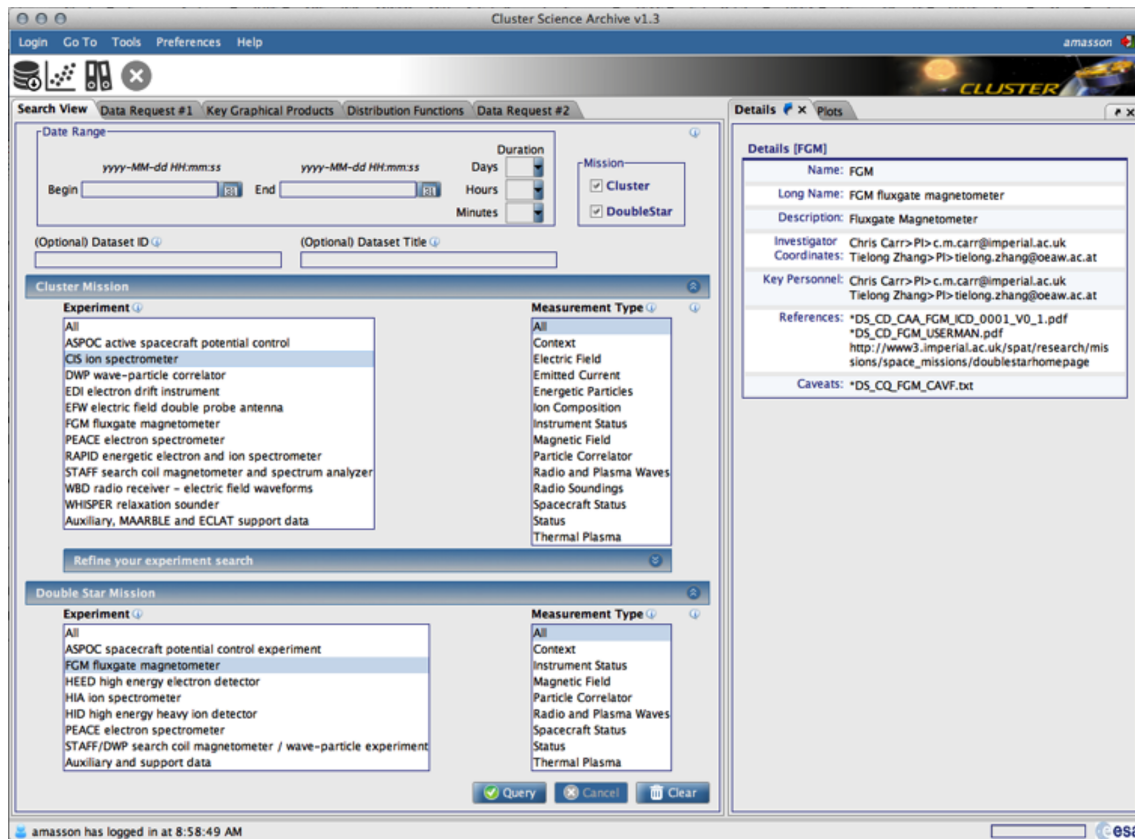 Cluster Science Archive v1.3
Login Go To Tools Preferences Help amasson
CLUSTER
Search View Data Request #1 Key Graphical Products Distribution Functions Data Request #2
Date Range
Duration
yyyy-MM-dd HH:mm:ss yyyy-MM-dd HH:mm:ss Days
Begin End Hours
Minutes
Mission
Cluster
DoubleStar
(Optional) Dataset ID (Optional) Dataset Title
Cluster Mission
Experiment
All
ASPOC active spacecraft potential control
CIS ion spectrometer
DWP wave-particle correlator
EDI electron drift instrument
EFW electric field double probe antenna
FGM fluxgate magnetometer
PEACE electron spectrometer
RAPID energetic electron and ion spectrometer
STAFF search coil magnetometer and spectrum analyzer
WBD radio receiver - electric field waveforms
WHISPER relaxation sounder
Auxiliary, MAARBLE and ECLAT support data
Measurement Type
All
Context
Electric Field
Emitted Current
Energetic Particles
Ion Composition
Instrument Status
Magnetic Field
Particle Correlator
Radio and Plasma Waves
Radio Soundings
Spacecraft Status
Status
Thermal Plasma
Refine your experiment search
Double Star Mission
Experiment
All
ASPOC spacecraft potential control experiment
FGM fluxgate magnetometer
HEED high energy electron detector
HIA ion spectrometer
HID high energy heavy ion detector
PEACE electron spectrometer
STAFF/DWP search coil magnetometer / wave-particle experiment
Auxiliary and support data
Measurement Type
All
Context
Instrument Status
Magnetic Field
Particle Correlator
Radio and Plasma Waves
Spacecraft Status
Status
Thermal Plasma
Query Cancel Clear
Details Plots
Details [FGM]
Name: FGM
Long Name: FGM fluxgate magnetometer
Description: Fluxgate Magnetometer
Investigator Chris Carr>PI>c.m.carr@imperial.ac.uk
Coordinates: Tielong Zhang>PI>tielong.zhang@oeaw.ac.at
Key Personnel: Chris Carr>PI>c.m.carr@imperial.ac.uk
Tielong Zhang>PI>tielong.zhang@oeaw.ac.at
References: *DS_CD_CAA_FGM_ICD_0001_V0_1.pdf
*DS_CD_FGM_USERMAN.pdf
http://www3.imperial.ac.uk/spat/research/mis
sions/space_missions/doublestarhomepage
Caveats: *DS_CQ_FGM_CAVF.txt
amasson has logged in at 8:58:49 AM
esa